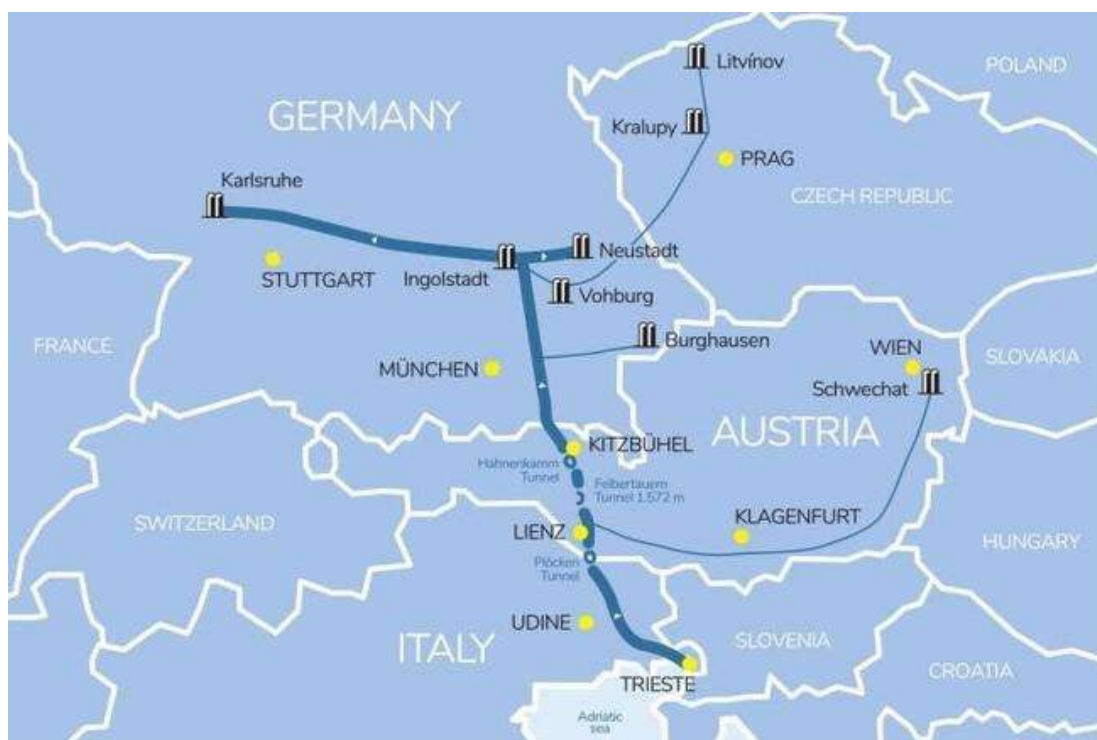 Litvínov
POLAND
GERMANY
Kralupy
PRAG
Karlsruhe
CZECH REPUBLIC
Neustadt
Ingolstadt
STUTTGART
Vohburg
FRANCE
Burghausen
WIEN
SLOVAKIA
MÜNCHEN
Schwechat
AUSTRIA
KITZBÜHEL
Hahnenkamm
Tunnel
Felbertauern
Tunnel 1.572 m
SWITZERLAND
LIENZ
KLAGENFURT
HUNGARY
Plöcken
Tunnel
UDINE
ITALY
SLOVENIA
CROATIA
TRIESTE
Adriatic
sea